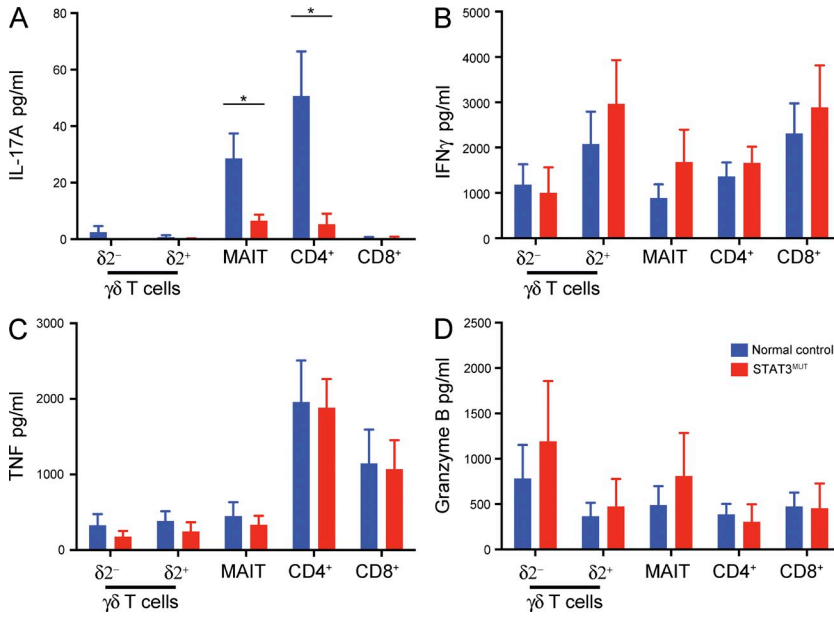 A
80
60
40
20
0
IL-17A pg/ml
*
*
δ2⁻ δ2⁺ MAIT CD4⁺ CD8⁺
γδ T cells
B
5000
4000
3000
2000
1000
0
IFNγ pg/ml
δ2⁻ δ2⁺ MAIT CD4⁺ CD8⁺
γδ T cells
C
3000
2000
1000
0
TNF pg/ml
δ2⁻ δ2⁺ MAIT CD4⁺ CD8⁺
γδ T cells
D
2500
2000
1500
1000
500
0
Granzyme B pg/ml
Normal control
STAT3ᴹᵁᵀ
δ2⁻ δ2⁺ MAIT CD4⁺ CD8⁺
γδ T cells